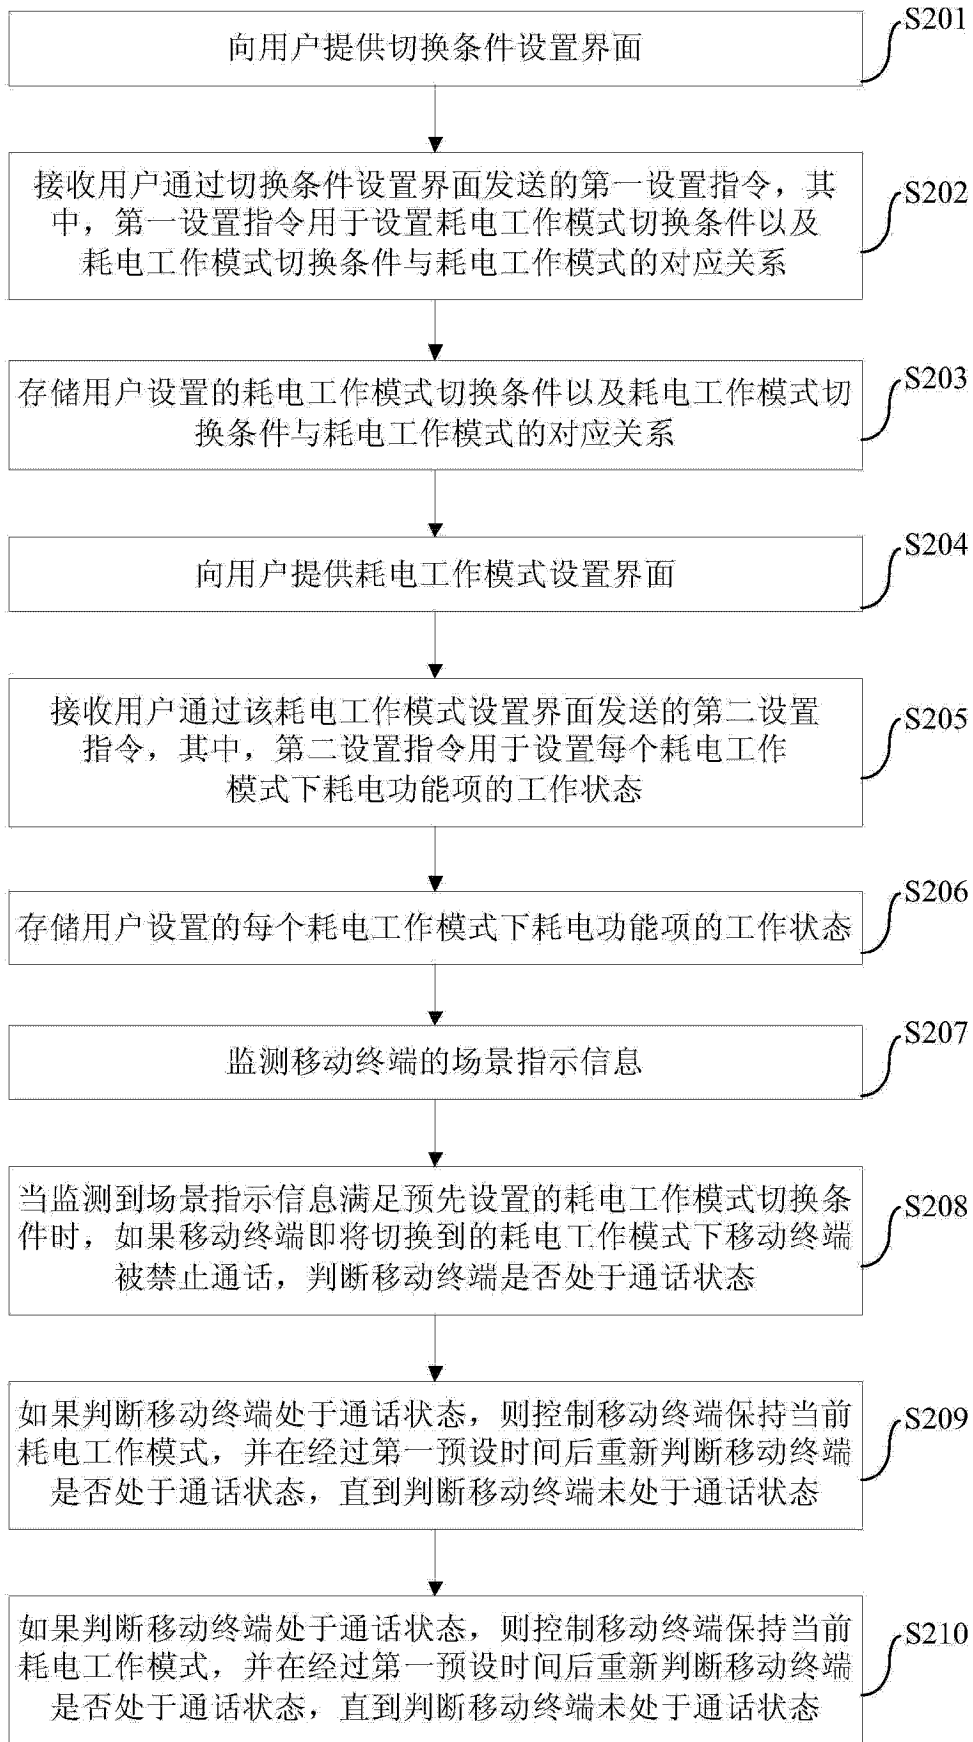 向用户提供切换条件设置界面
S201
接收用户通过切换条件设置界面发送的第一设置指令，其
中，第一设置指令用于设置耗电工作模式切换条件以及
耗电工作模式切换条件与耗电工作模式的对应关系
S202
存储用户设置的耗电工作模式切换条件以及耗电工作模式切
换条件与耗电工作模式的对应关系
S203
向用户提供耗电工作模式设置界面
S204
接收用户通过该耗电工作模式设置界面发送的第二设置
指令，其中，第二设置指令用于设置每个耗电工作
模式下耗电功能项的工作状态
S205
存储用户设置的每个耗电工作模式下耗电功能项的工作状态
S206
监测移动终端的场景指示信息
S207
当监测到场景指示信息满足预先设置的耗电工作模式切换条
件时，如果移动终端即将切换到的耗电工作模式下移动终端
被禁止通话，判断移动终端是否处于通话状态
S208
如果判断移动终端处于通话状态，则控制移动终端保持当前
耗电工作模式，并在经过第一预设时间后重新判断移动终端
是否处于通话状态，直到判断移动终端未处于通话状态
S209
如果判断移动终端处于通话状态，则控制移动终端保持当前
耗电工作模式，并在经过第一预设时间后重新判断移动终端
是否处于通话状态，直到判断移动终端未处于通话状态
S210